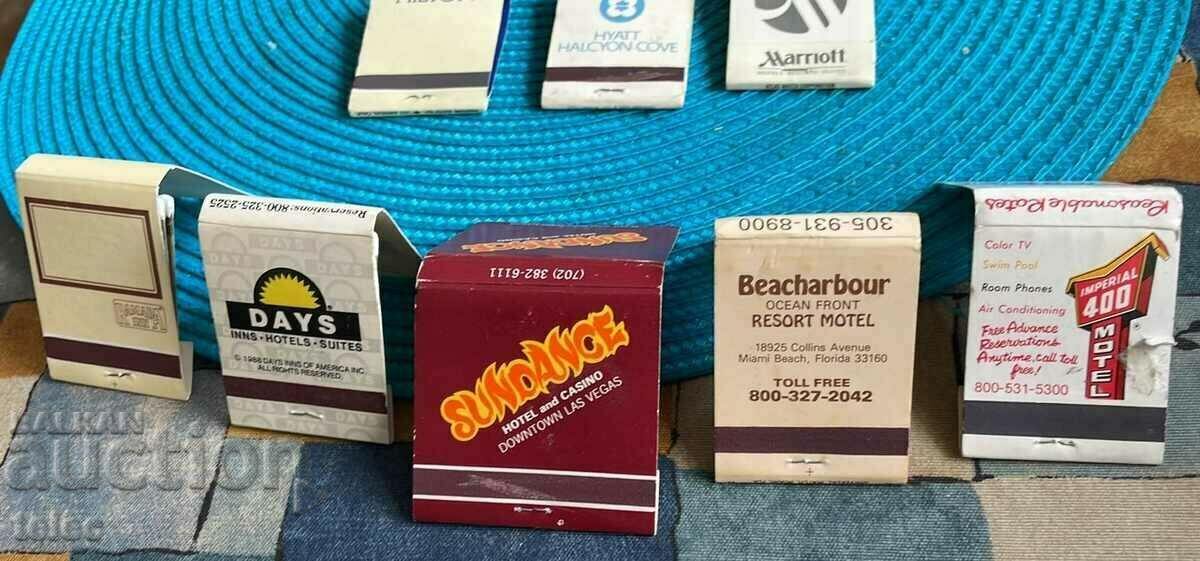 HYATT
HALCYON COVE
Marriott
RAMADA INN
Reservations:800-325-2525
DAYS
INNS • HOTELS • SUITES
© 1988 DAYS INNS OF AMERICA INC.
ALL RIGHTS RESERVED.
SUNDANCE
(702) 382-6111
SUNDANCE
HOTEL and CASINO
DOWNTOWN LAS VEGAS
305-931-8900
Beacharbour
OCEAN FRONT
RESORT MOTEL
18925 Collins Avenue
Miami Beach, Florida 33160
TOLL FREE
800-327-2042
Reasonable Rates
Color TV
Swim Pool
Room Phones
Air Conditioning
Free Advance
Reservations
Anytime, call toll
free!
800-531-5300
IMPERIAL
400
MOTEL
BALKAN
auction